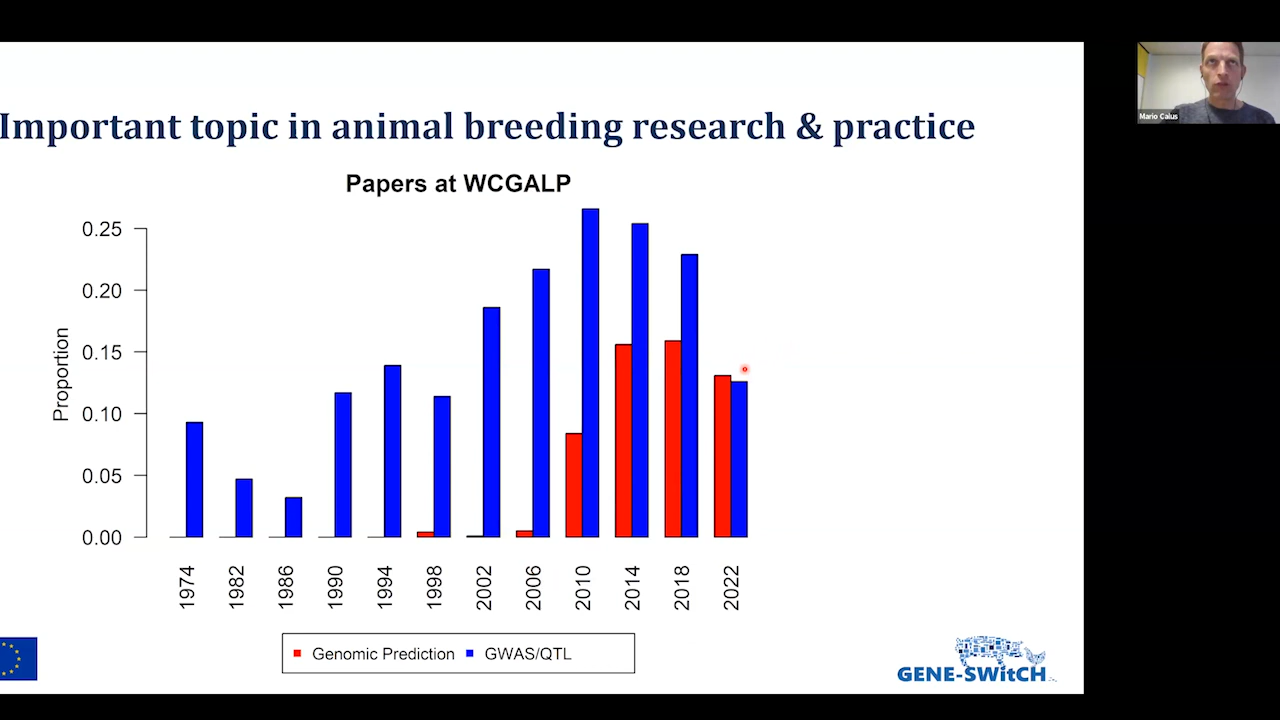 Mario Calus
Important topic in animal breeding research & practice
Papers at WCGALP
Proportion
0.25
0.20
0.15
0.10
0.05
0.00
1974
1982
1986
1990
1994
1998
2002
2006
2010
2014
2018
2022
Genomic Prediction
GWAS/QTL
GENE-SWitCH